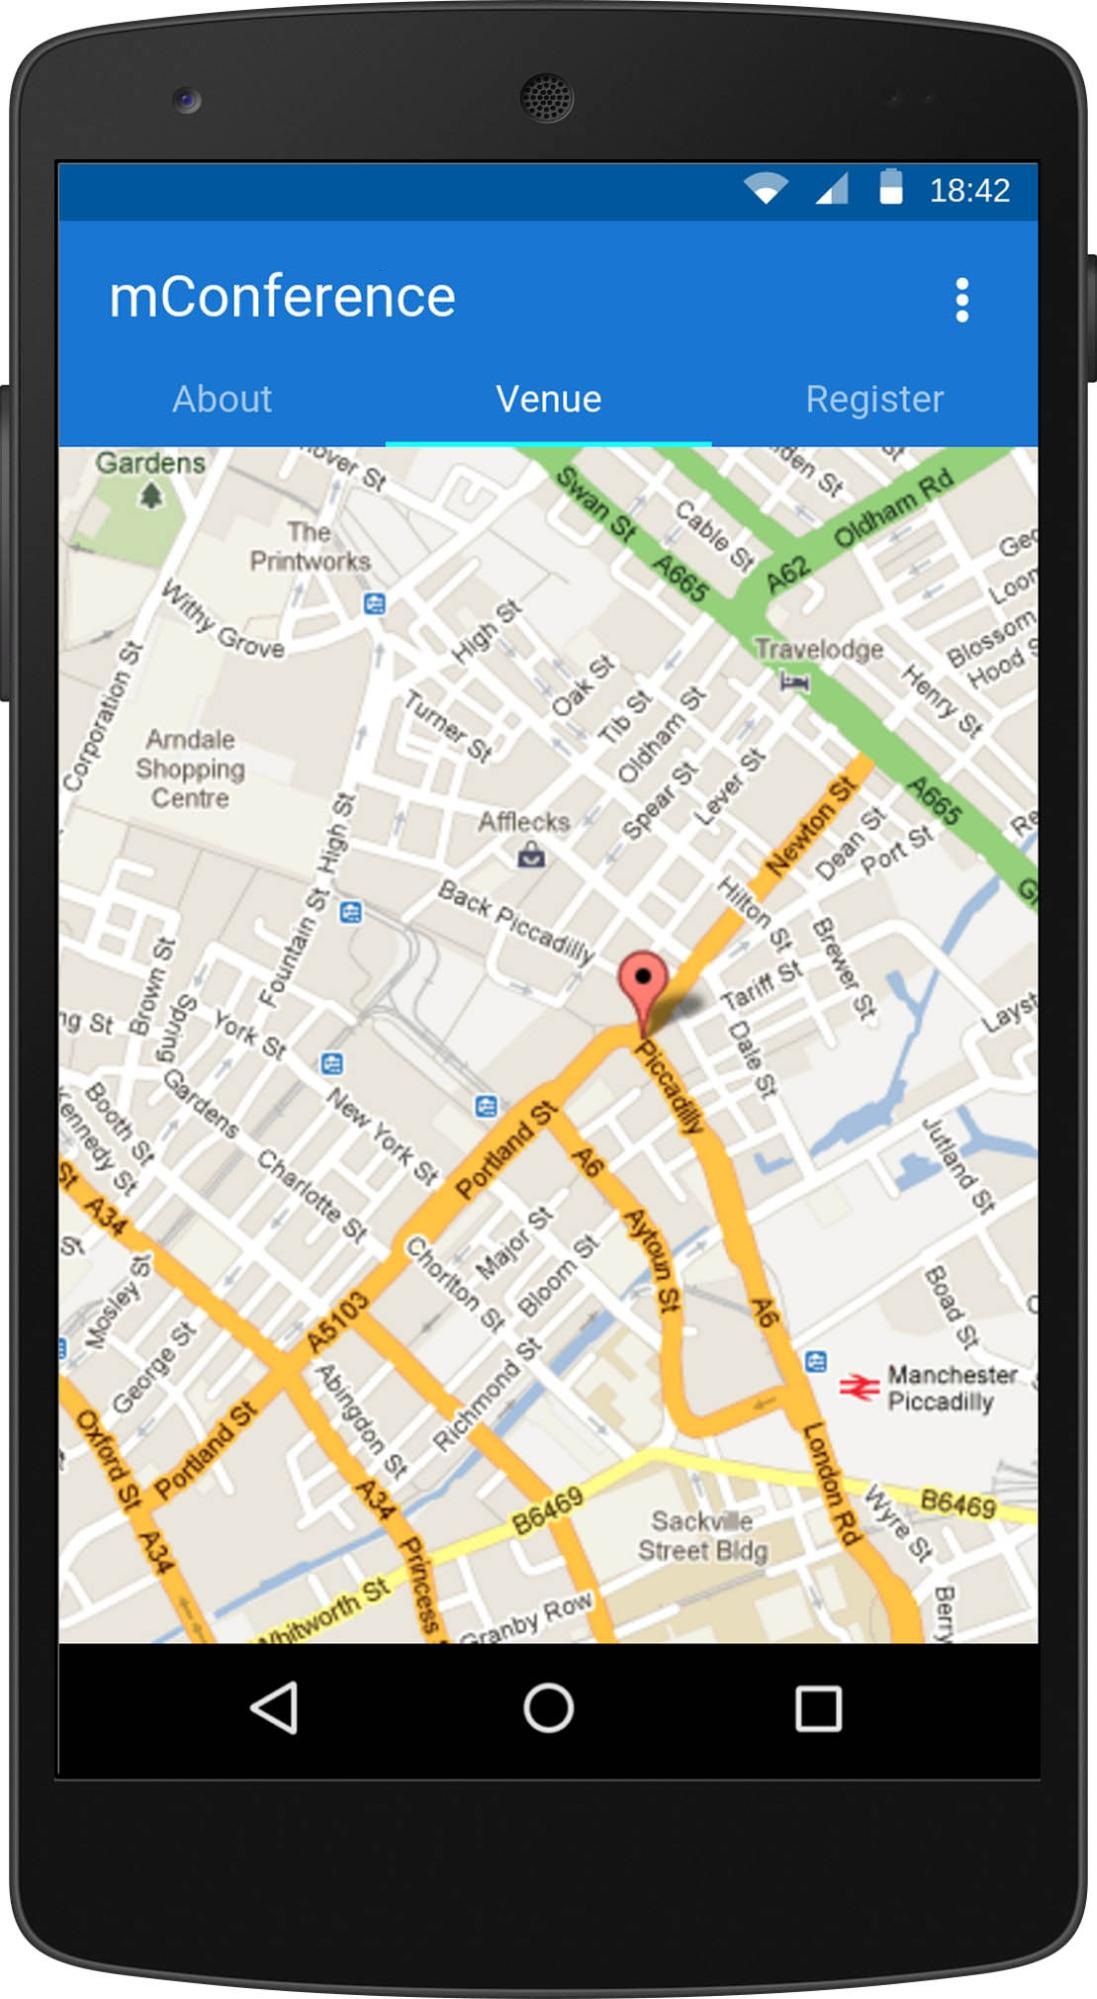 18:42
mConference
About
Venue
Register
Gardens
St
Swan St
Cable St
A665
A62
Oldham Rd
St
The
Printworks
Withy Grove
High St
Oak St
Tib St
Oldham St
Travelodge
Henry St
Blossom
Hood S
Corporation St
Turner St
Arndale
Shopping
Centre
Spear St
Lever St
Newton St
A665
Afflecks
Dean St
Port St
High St
Fountain St
Back Piccadilly
Hilton St
Brewer St
Tariff St
Brown St
Spring
Gardens
York St
Dale St
Piccadilly
Booth St
Kennedy St
New York St
Portland St
A6
Jutland St
Charlotte St
St
A34
St
Aytoun St
Major St
Bloom St
Chorlton St
Mosley St
A5103
A6
Board St
George St
Richmond St
Abingdon St
Manchester
Piccadilly
Oxford St
Portland St
London Rd
A34
B6469
B6469
Wyre St
Sackville
Street Bldg
A34
Princess
Whitworth St
Granby Row
Berry